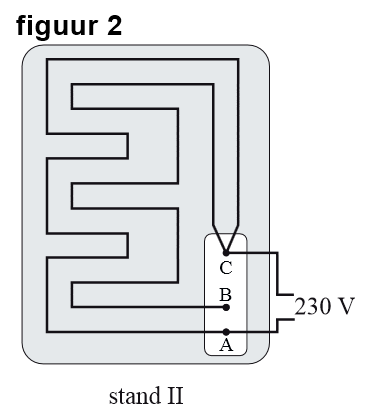 figuur 2
C
B
230 V
A
stand II